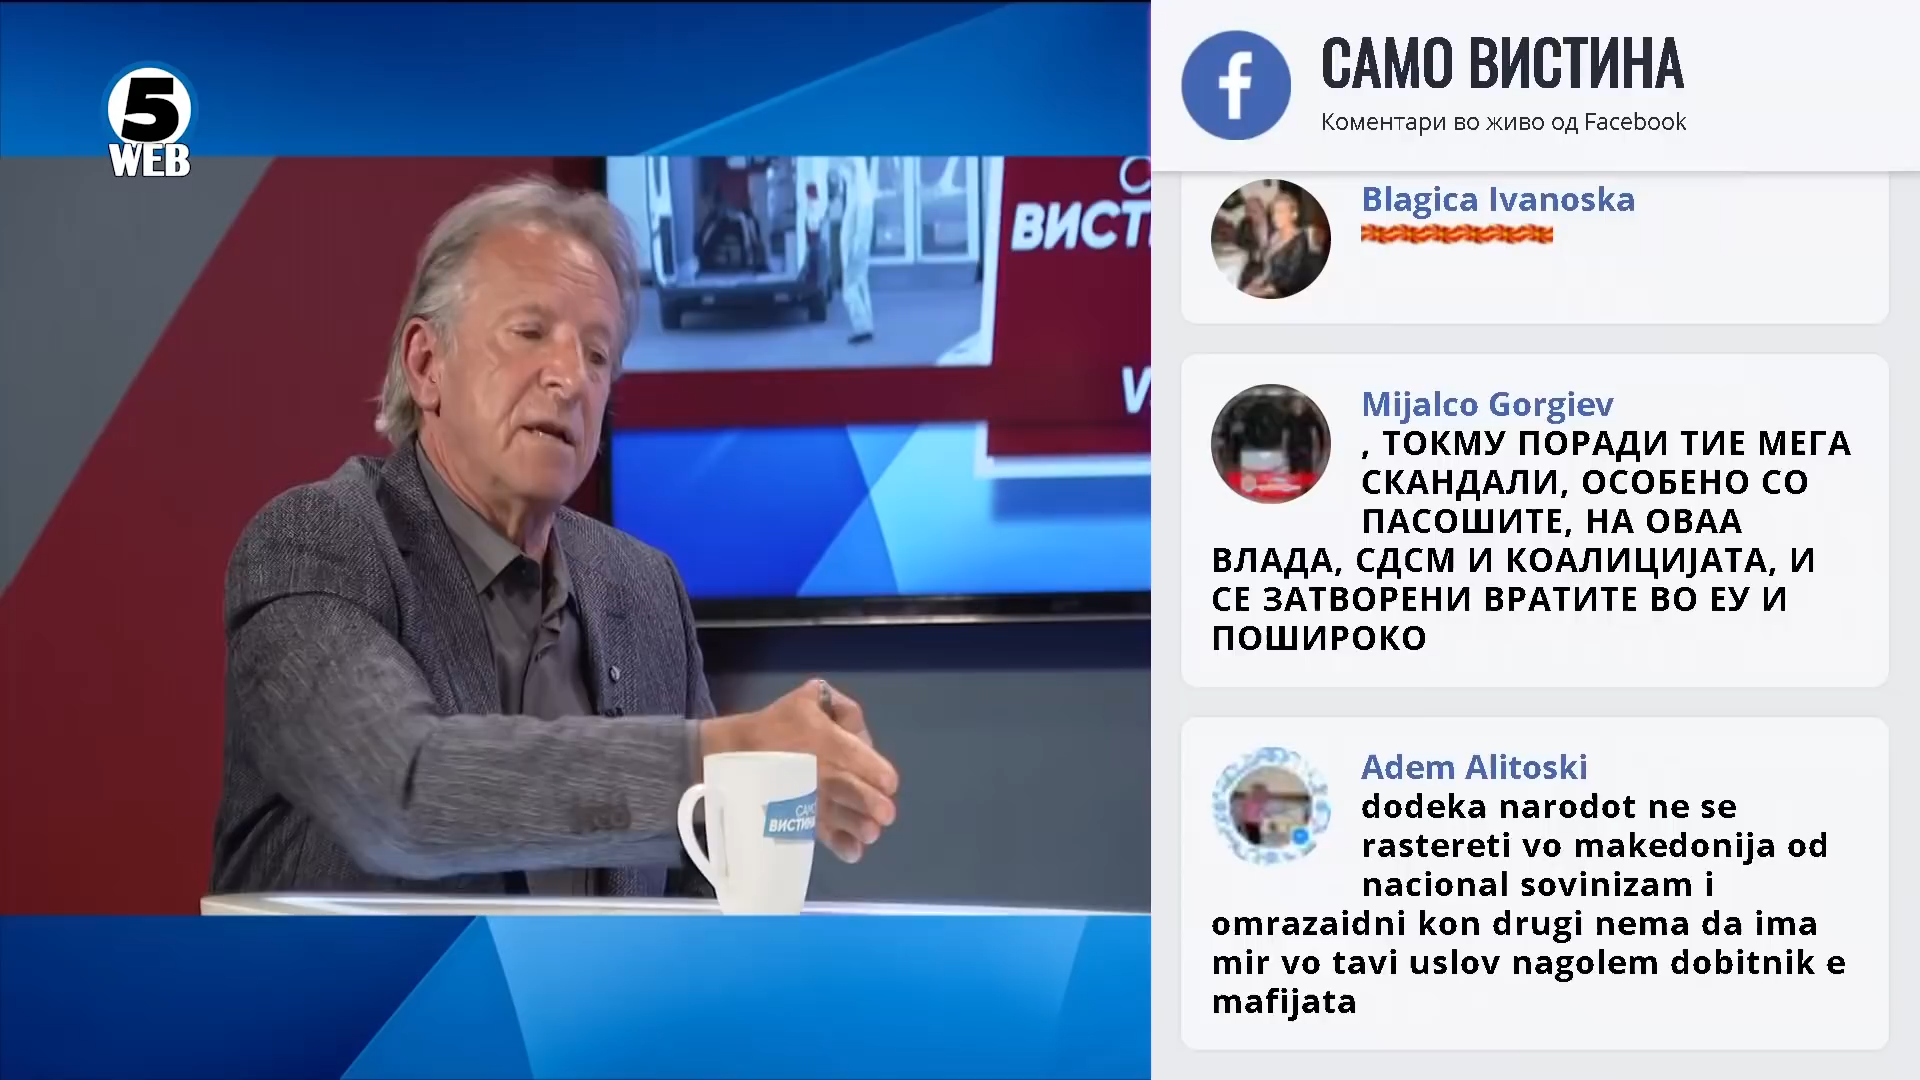 5
WEB
ВИСТ
САМО
ВИСТИНА
САМО ВИСТИНА
Коментари во живо од Facebook
Blagica Ivanoska
Mijalco Gorgiev
, ТОКМУ ПОРАДИ ТИЕ МЕГА
СКАНДАЛИ, ОСОБЕНО СО
ПАСОШИТЕ, НА ОВАА
ВЛАДА, СДСМ И КОАЛИЦИЈАТА, И
СЕ ЗАТВОРЕНИ ВРАТИТЕ ВО ЕУ И
ПОШИРОКО
Adem Alitoski
dodeka narodot ne se
rastereti vo makedonija od
nacional sovinizam i
omrazaidni kon drugi nema da ima
mir vo tavi uslov nagolem dobitnik e
mafijata